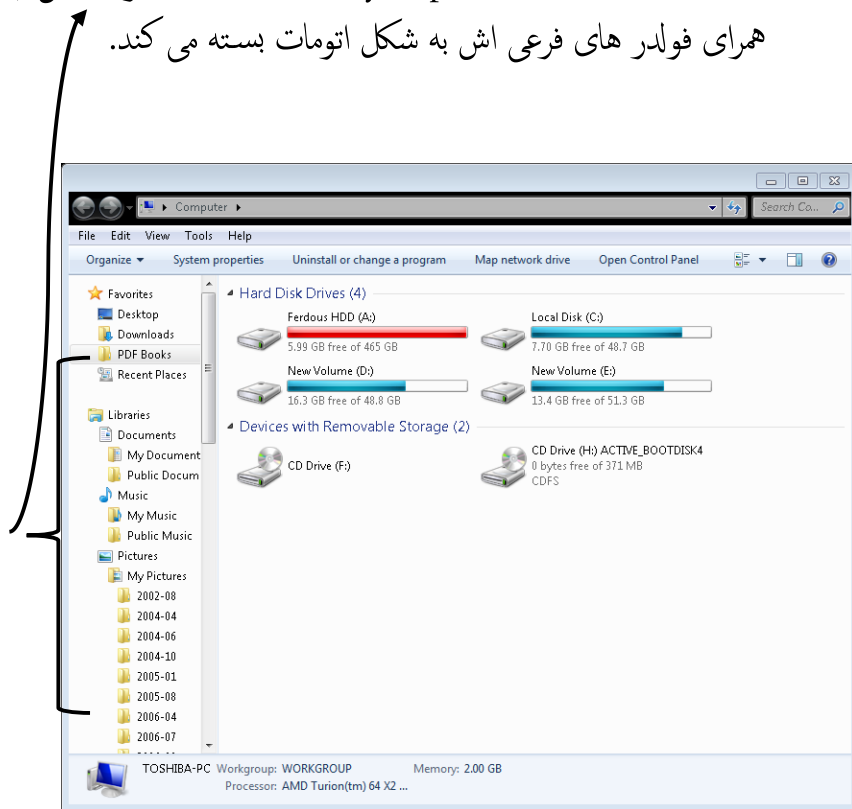 همرای فولدر های فرعی اش به شکل اتومات بسته می کند.
Computer
Search Co...
File Edit View Tools Help
Organize System properties Uninstall or change a program Map network drive Open Control Panel
Favorites
Desktop
Downloads
PDF Books
Recent Places
Libraries
Documents
My Document
Public Docum
Music
My Music
Public Music
Pictures
My Pictures
2002-08
2004-04
2004-06
2004-10
2005-01
2005-08
2006-04
2006-07
Hard Disk Drives (4)
Ferdous HDD (A:)
5.99 GB free of 465 GB
Local Disk (C:)
7.70 GB free of 48.7 GB
New Volume (D:)
16.3 GB free of 48.8 GB
New Volume (E:)
13.4 GB free of 51.3 GB
Devices with Removable Storage (2)
CD Drive (F:)
CD Drive (H:) ACTIVE_BOOTDISK4
0 bytes free of 371 MB
CDFS
TOSHIBA-PC Workgroup: WORKGROUP Memory: 2.00 GB
Processor: AMD Turion(tm) 64 X2 ...